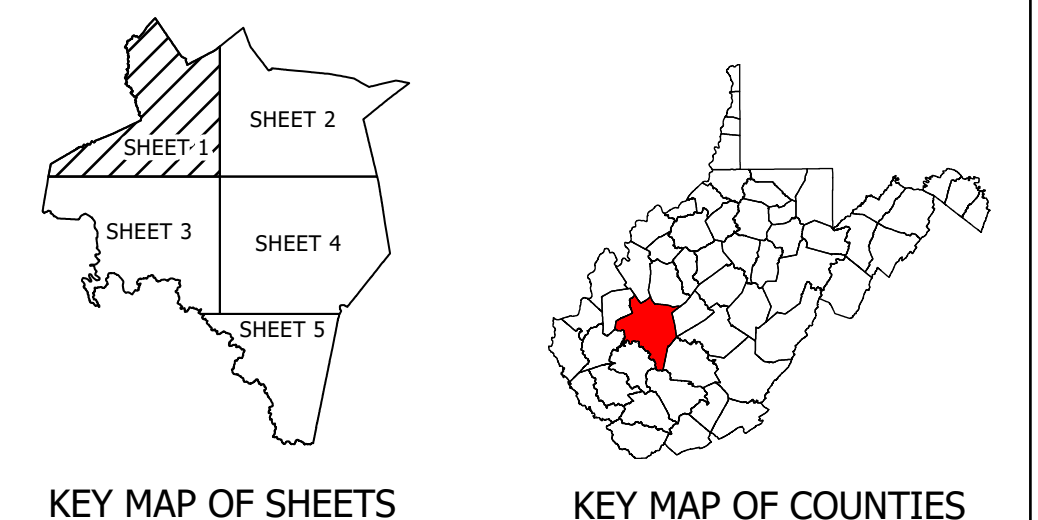 SHEET 2
SHEET 1
SHEET 3
SHEET 4
SHEET 5
KEY MAP OF SHEETS
KEY MAP OF COUNTIES